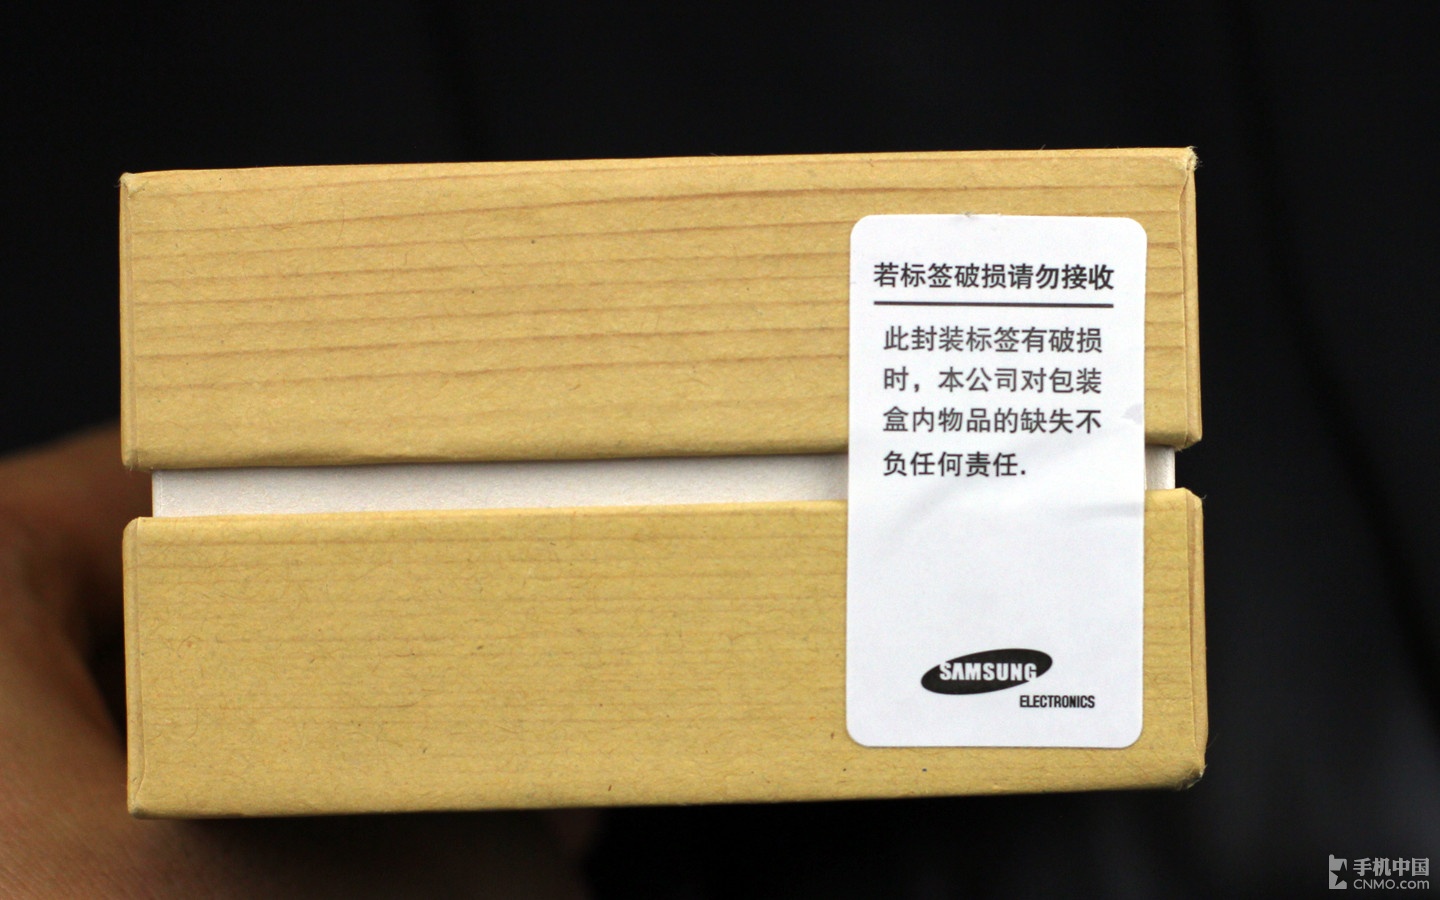 若标签破损请勿接收
此封装标签有破损
时，本公司对包装
盒内物品的缺失不
负任何责任.
SAMSUNG
ELECTRONICS
手机中国
CNMO.com